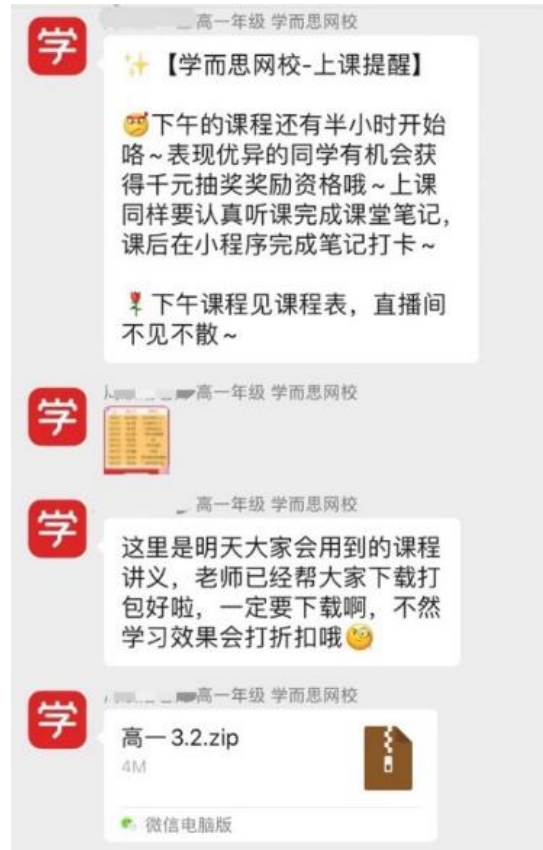 学
高一年级 学而思网校
【学而思网校-上课提醒】
下午的课程还有半小时开始
咯~表现优异的同学有机会获
得千元抽奖奖励资格哦~上课
同样要认真听课完成课堂笔记,
课后在小程序完成笔记打卡~
下午课程见课程表,直播间
不见不散~
学
高一年级 学而思网校
学
高一年级 学而思网校
这里是明天大家会用到的课程
讲义,老师已经帮大家下载打
包好啦,一定要下载啊,不然
学习效果会打折扣哦
学
高一年级 学而思网校
高一 3.2.zip
4M
微信电脑版